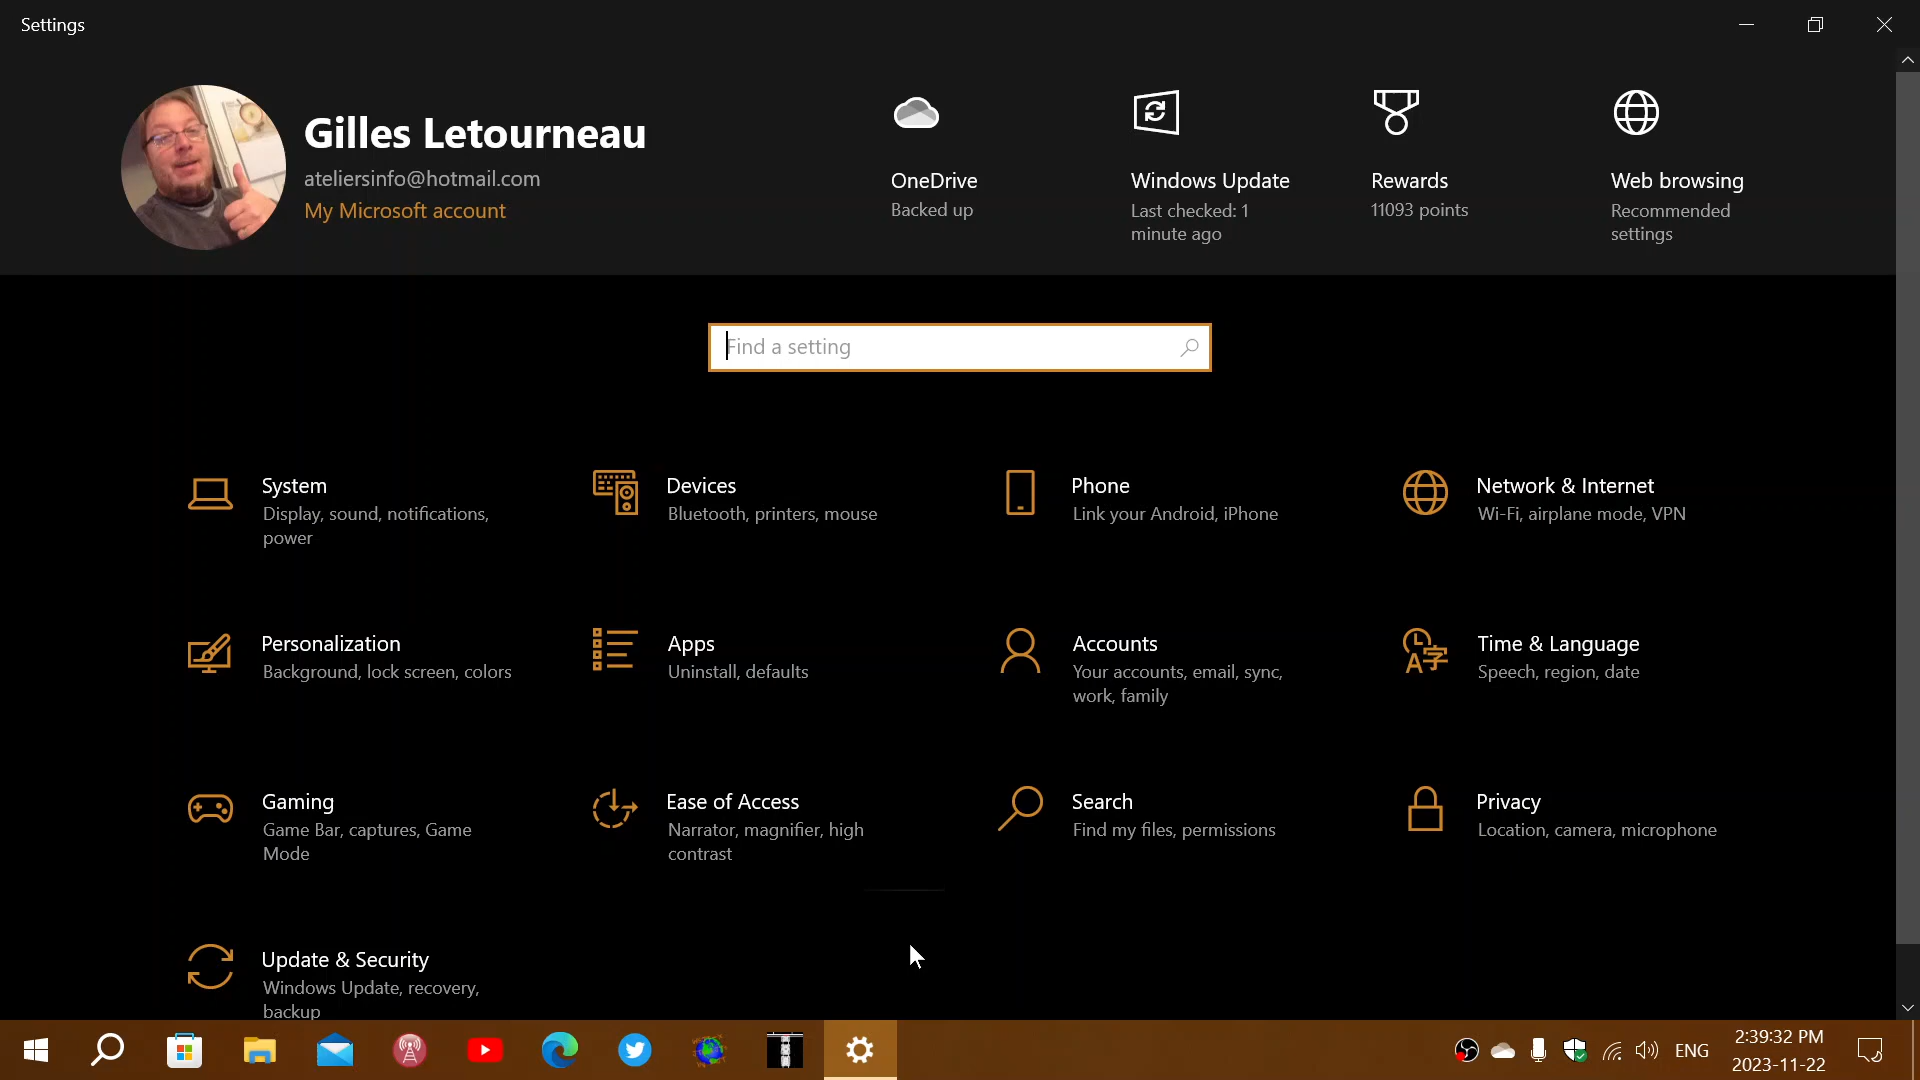 Settings
Gilles Letourneau
ateliersinfo@hotmail.com
My Microsoft account
OneDrive
Backed up
Windows Update
Last checked: 1
minute ago
Rewards
11093 points
Web browsing
Recommended
settings
Find a setting
System
Display, sound, notifications,
power
Devices
Bluetooth, printers, mouse
Phone
Link your Android, iPhone
Network & Internet
Wi-Fi, airplane mode, VPN
Personalization
Background, lock screen, colors
Apps
Uninstall, defaults
Accounts
Your accounts, email, sync,
work, family
Time & Language
Speech, region, date
Gaming
Game Bar, captures, Game
Mode
Ease of Access
Narrator, magnifier, high
contrast
Search
Find my files, permissions
Privacy
Location, camera, microphone
Update & Security
Windows Update, recovery,
backup
ENG
2:39:32 PM
2023-11-22